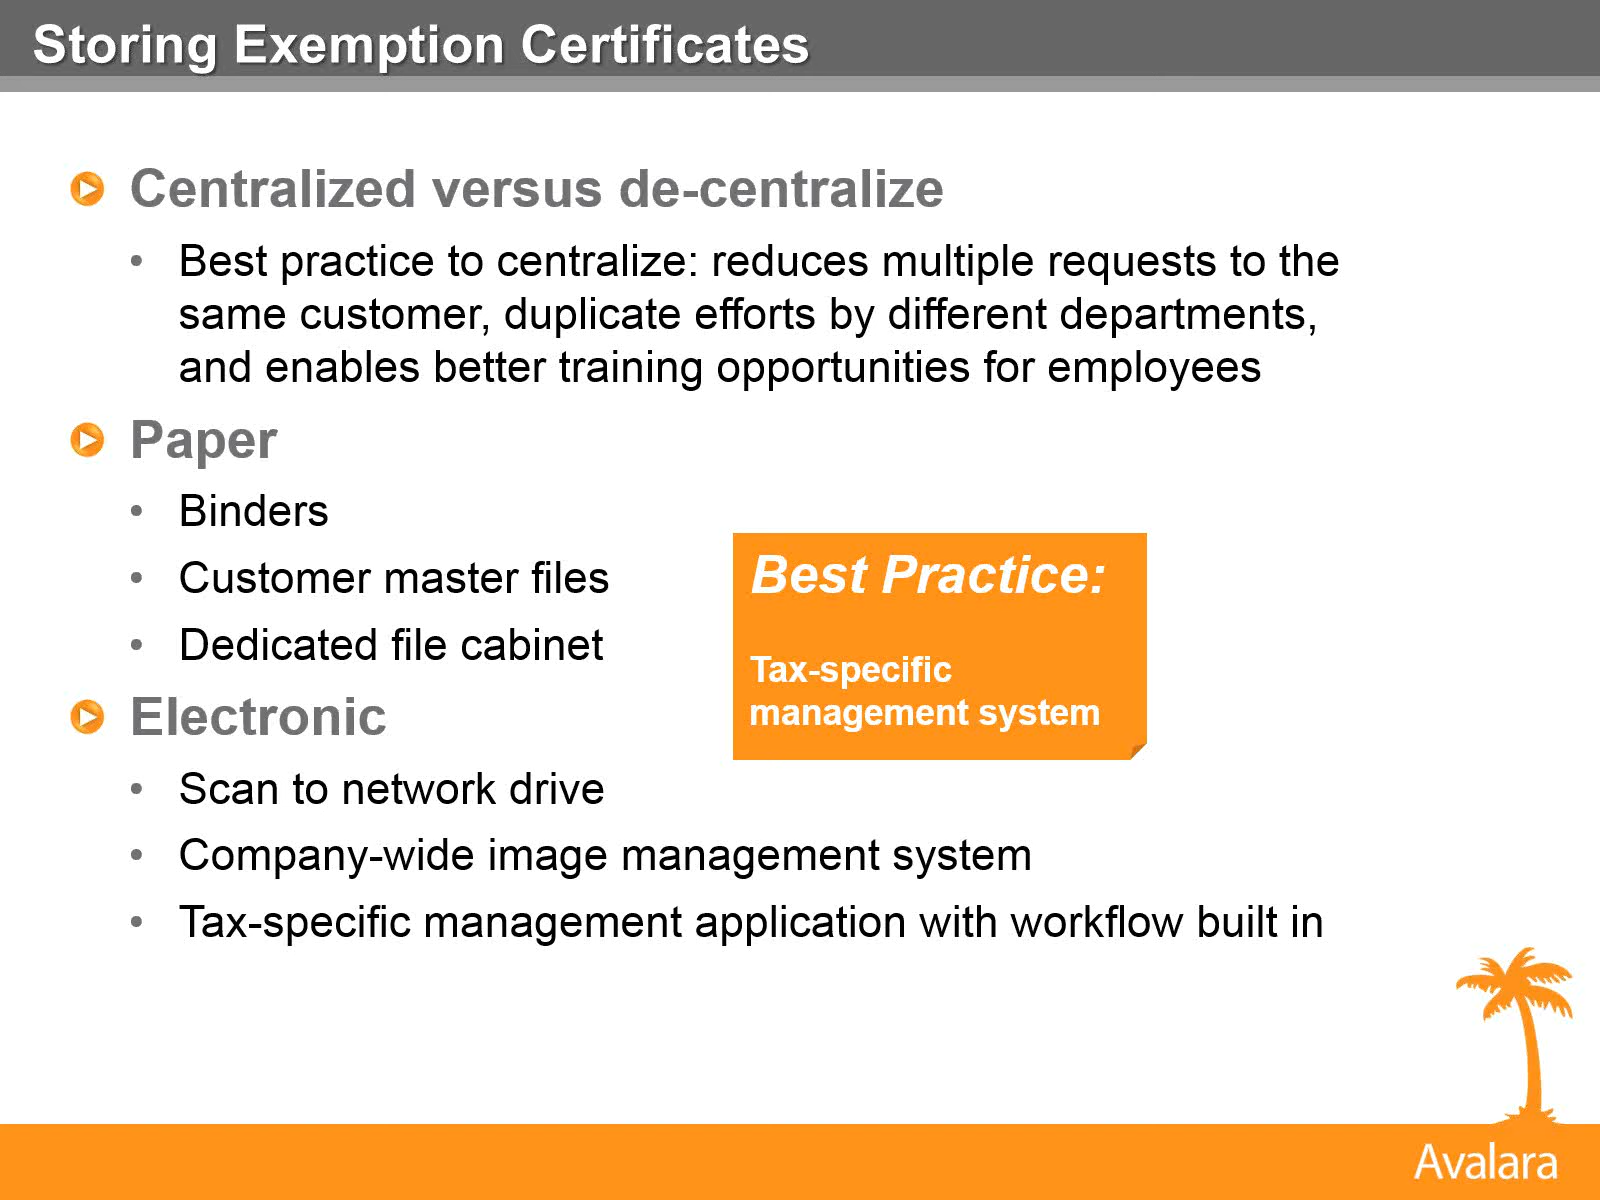 Storing Exemption Certificates
Centralized versus de-centralize
• Best practice to centralize: reduces multiple requests to the
same customer, duplicate efforts by different departments,
and enables better training opportunities for employees
Paper
• Binders
• Customer master files
• Dedicated file cabinet
Best Practice:
Tax-specific
management system
Electronic
• Scan to network drive
• Company-wide image management system
• Tax-specific management application with workflow built in
Avalara